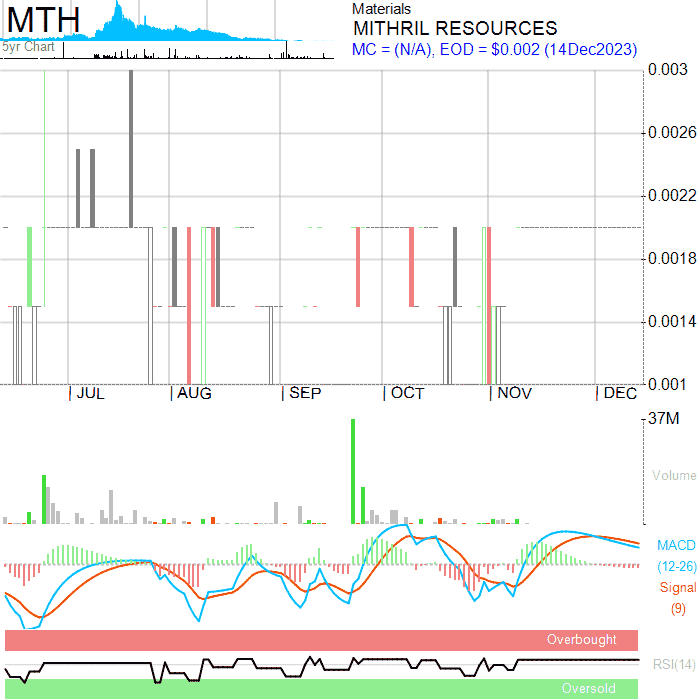 MTH
5yr Chart
Materials
MITHRIL RESOURCES
MC = (N/A), EOD = $0.002 (14Dec2023)
0.003
0.0026
0.0022
0.0018
0.0014
0.001
JUL AUG SEP OCT NOV DEC
37M
Volume
MACD
(12-26)
Signal
(9)
Overbought
RSI(14)
Oversold